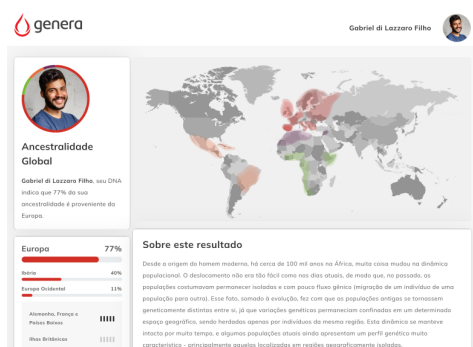 genera
Gabriel di Lazzaro Filho
Ancestralidade
Global
Gabriel di Lazzaro Filho, seu DNA
indica que 77% da sua
ancestralidade é proveniente da
Europa.
Europa 77%
Ibéria 40%
Europa Ocidental 11%
Alemanha, França e
Países Baixos
Ilhas Britânicas
Sobre este resultado
Desde a origem do homem moderno, há cerca de 100 mil anos na África, muita coisa mudou na dinâmica
populacional. O deslocamento não era tão fácil como nos dias atuais, de modo que, no passado, as
populações costumavam permanecer isoladas e com pouco fluxo gênico (migração de um indivíduo de uma
população para outra). Esse fato, somado à evolução, fez com que as populações antigas se tornassem
geneticamente distintas entre si, já que variações genéticas permaneciam confinadas em um determinado
espaço geográfico, sendo herdadas apenas por indivíduos da mesma região. Esta dinâmica se manteve
intacta por muito tempo, e algumas populações atuais ainda apresentam um perfil genético muito
característico - principalmente aquelas localizadas em regiões geograficamente isoladas.